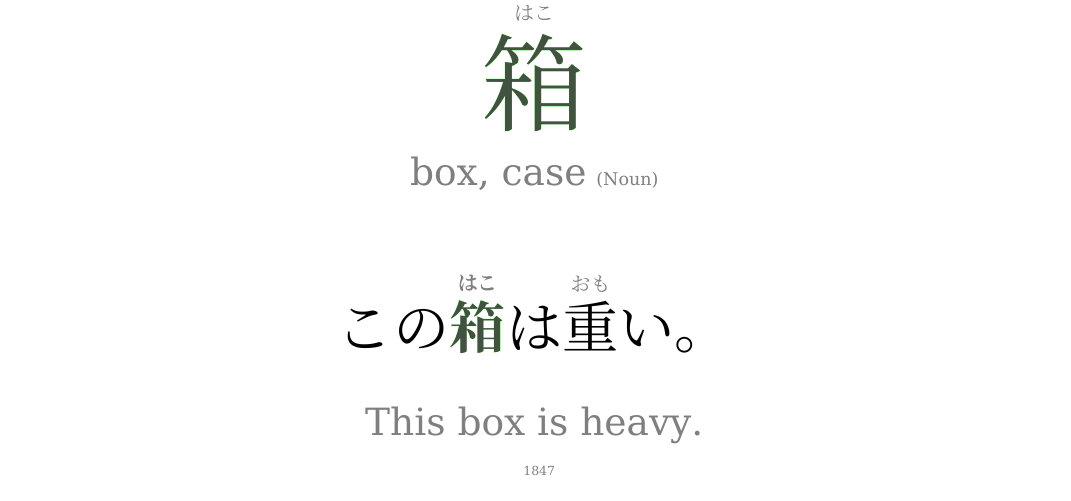 はこ
箱
box, case (Noun)
はこ おも
この箱は重い。
This box is heavy.
1847